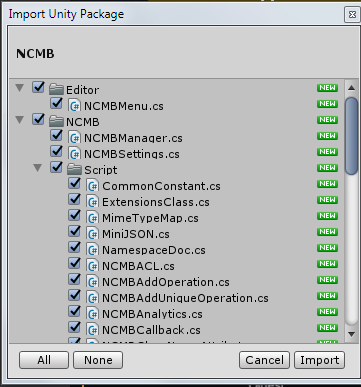 Import Unity Package
NCMB
Editor NEW
NCMBMenu.cs NEW
NCMB NEW
NCMBManager.cs NEW
NCMBSettings.cs NEW
Script NEW
CommonConstant.cs NEW
ExtensionsClass.cs NEW
MimeTypeMap.cs NEW
MiniJSON.cs NEW
NamespaceDoc.cs NEW
NCMBACL.cs NEW
NCMBAddOperation.cs NEW
NCMBAddUniqueOperation.cs NEW
NCMBAnalytics.cs NEW
NCMBCallback.cs NEW
All None Cancel Import